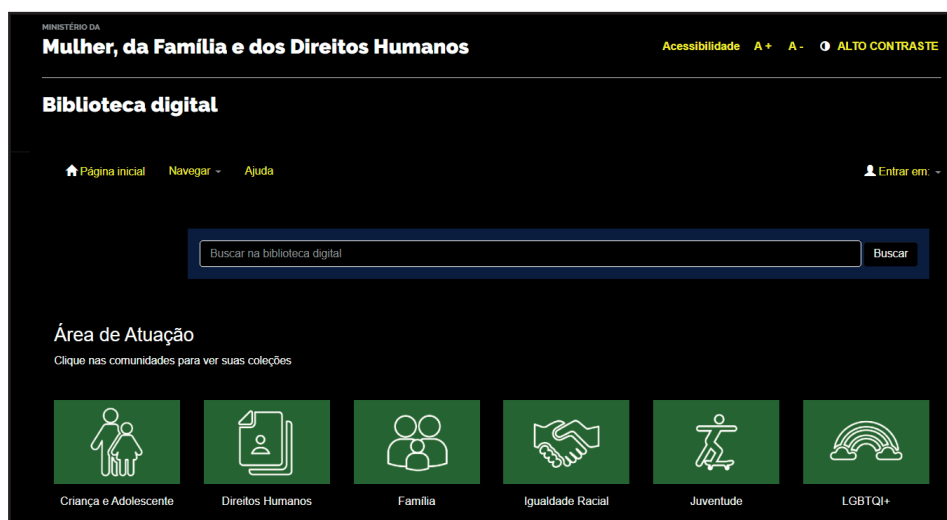 MINISTÉRIO DA
Mulher, da Família e dos Direitos Humanos
Acessibilidade A + A - ALTO CONTRASTE
Biblioteca digital
Página inicial Navegar Ajuda Entrar em:
Buscar na biblioteca digital Buscar
Área de Atuação
Clique nas comunidades para ver suas coleções
Criança e Adolescente Direitos Humanos Família Igualdade Racial Juventude LGBTQI+